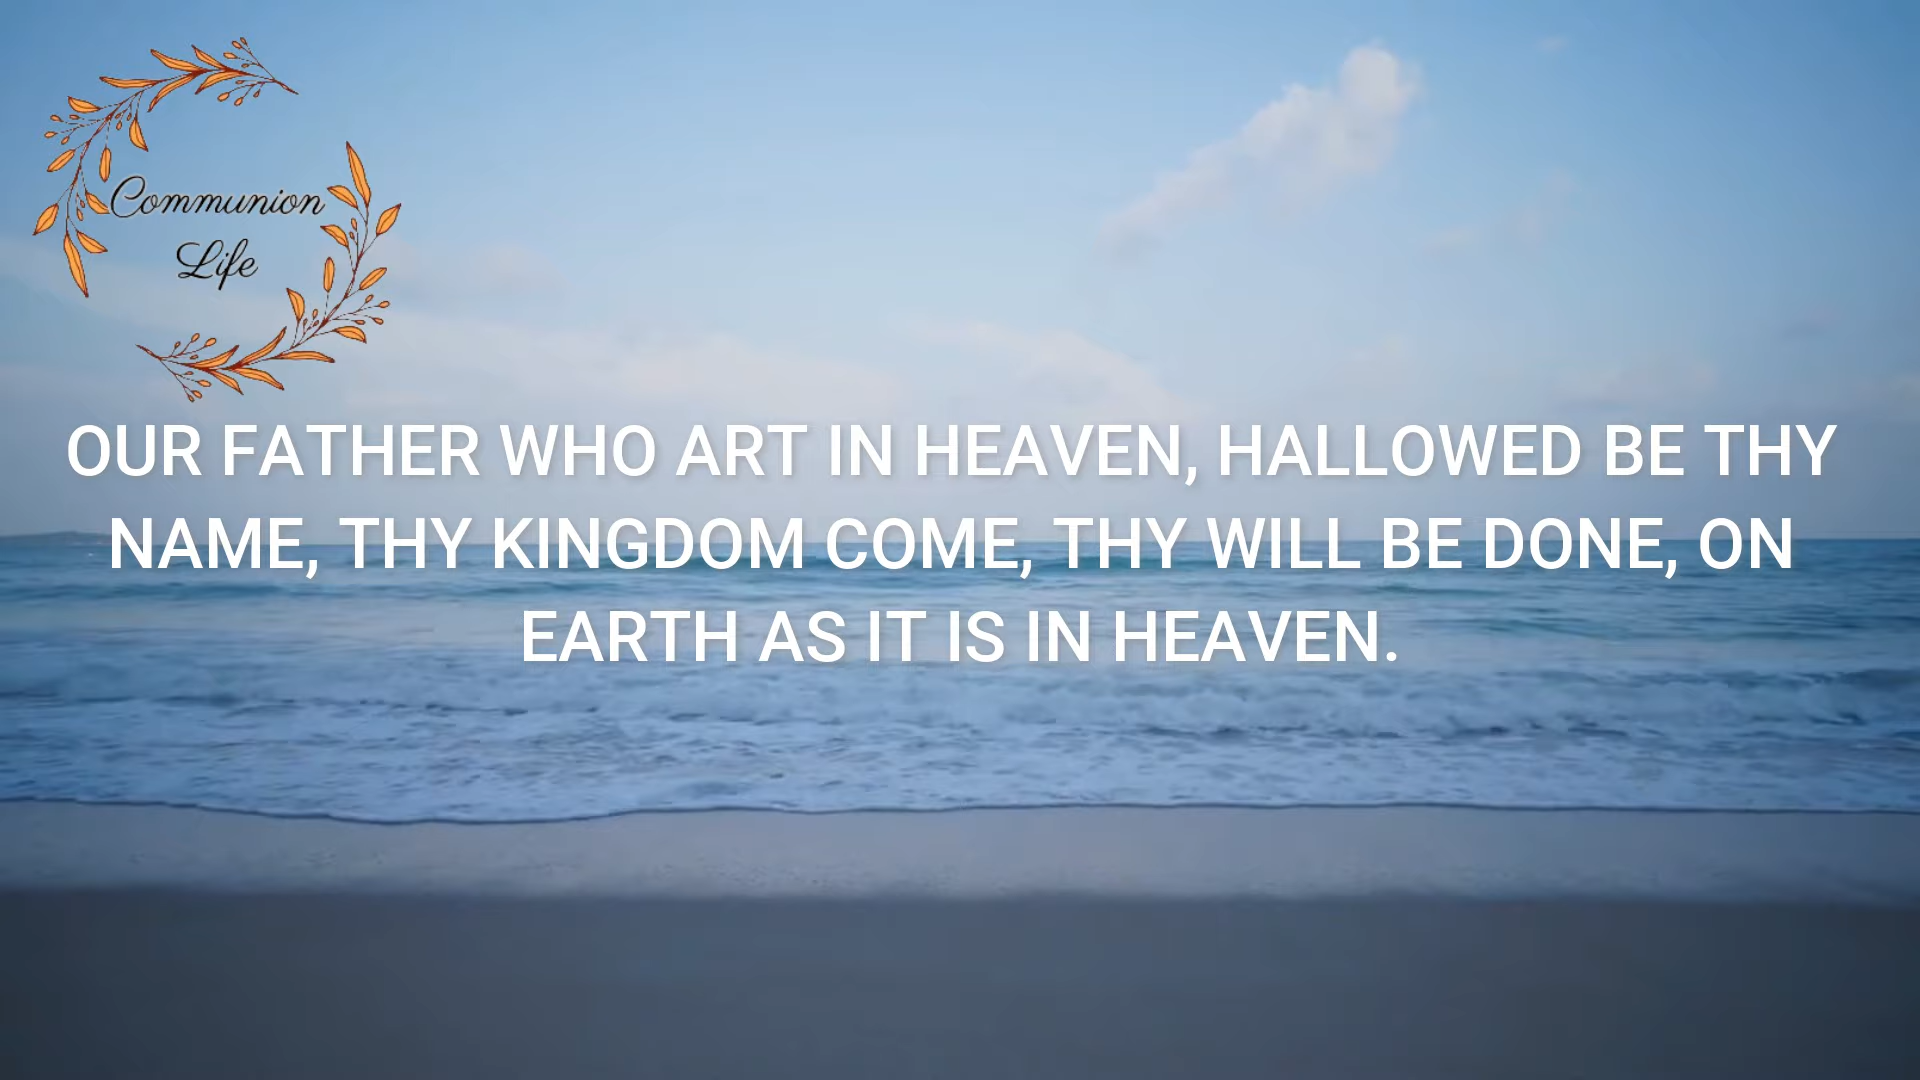 Communion
Life
OUR FATHER WHO ART IN HEAVEN, HALLOWED BE THY
NAME, THY KINGDOM COME, THY WILL BE DONE, ON
EARTH AS IT IS IN HEAVEN.